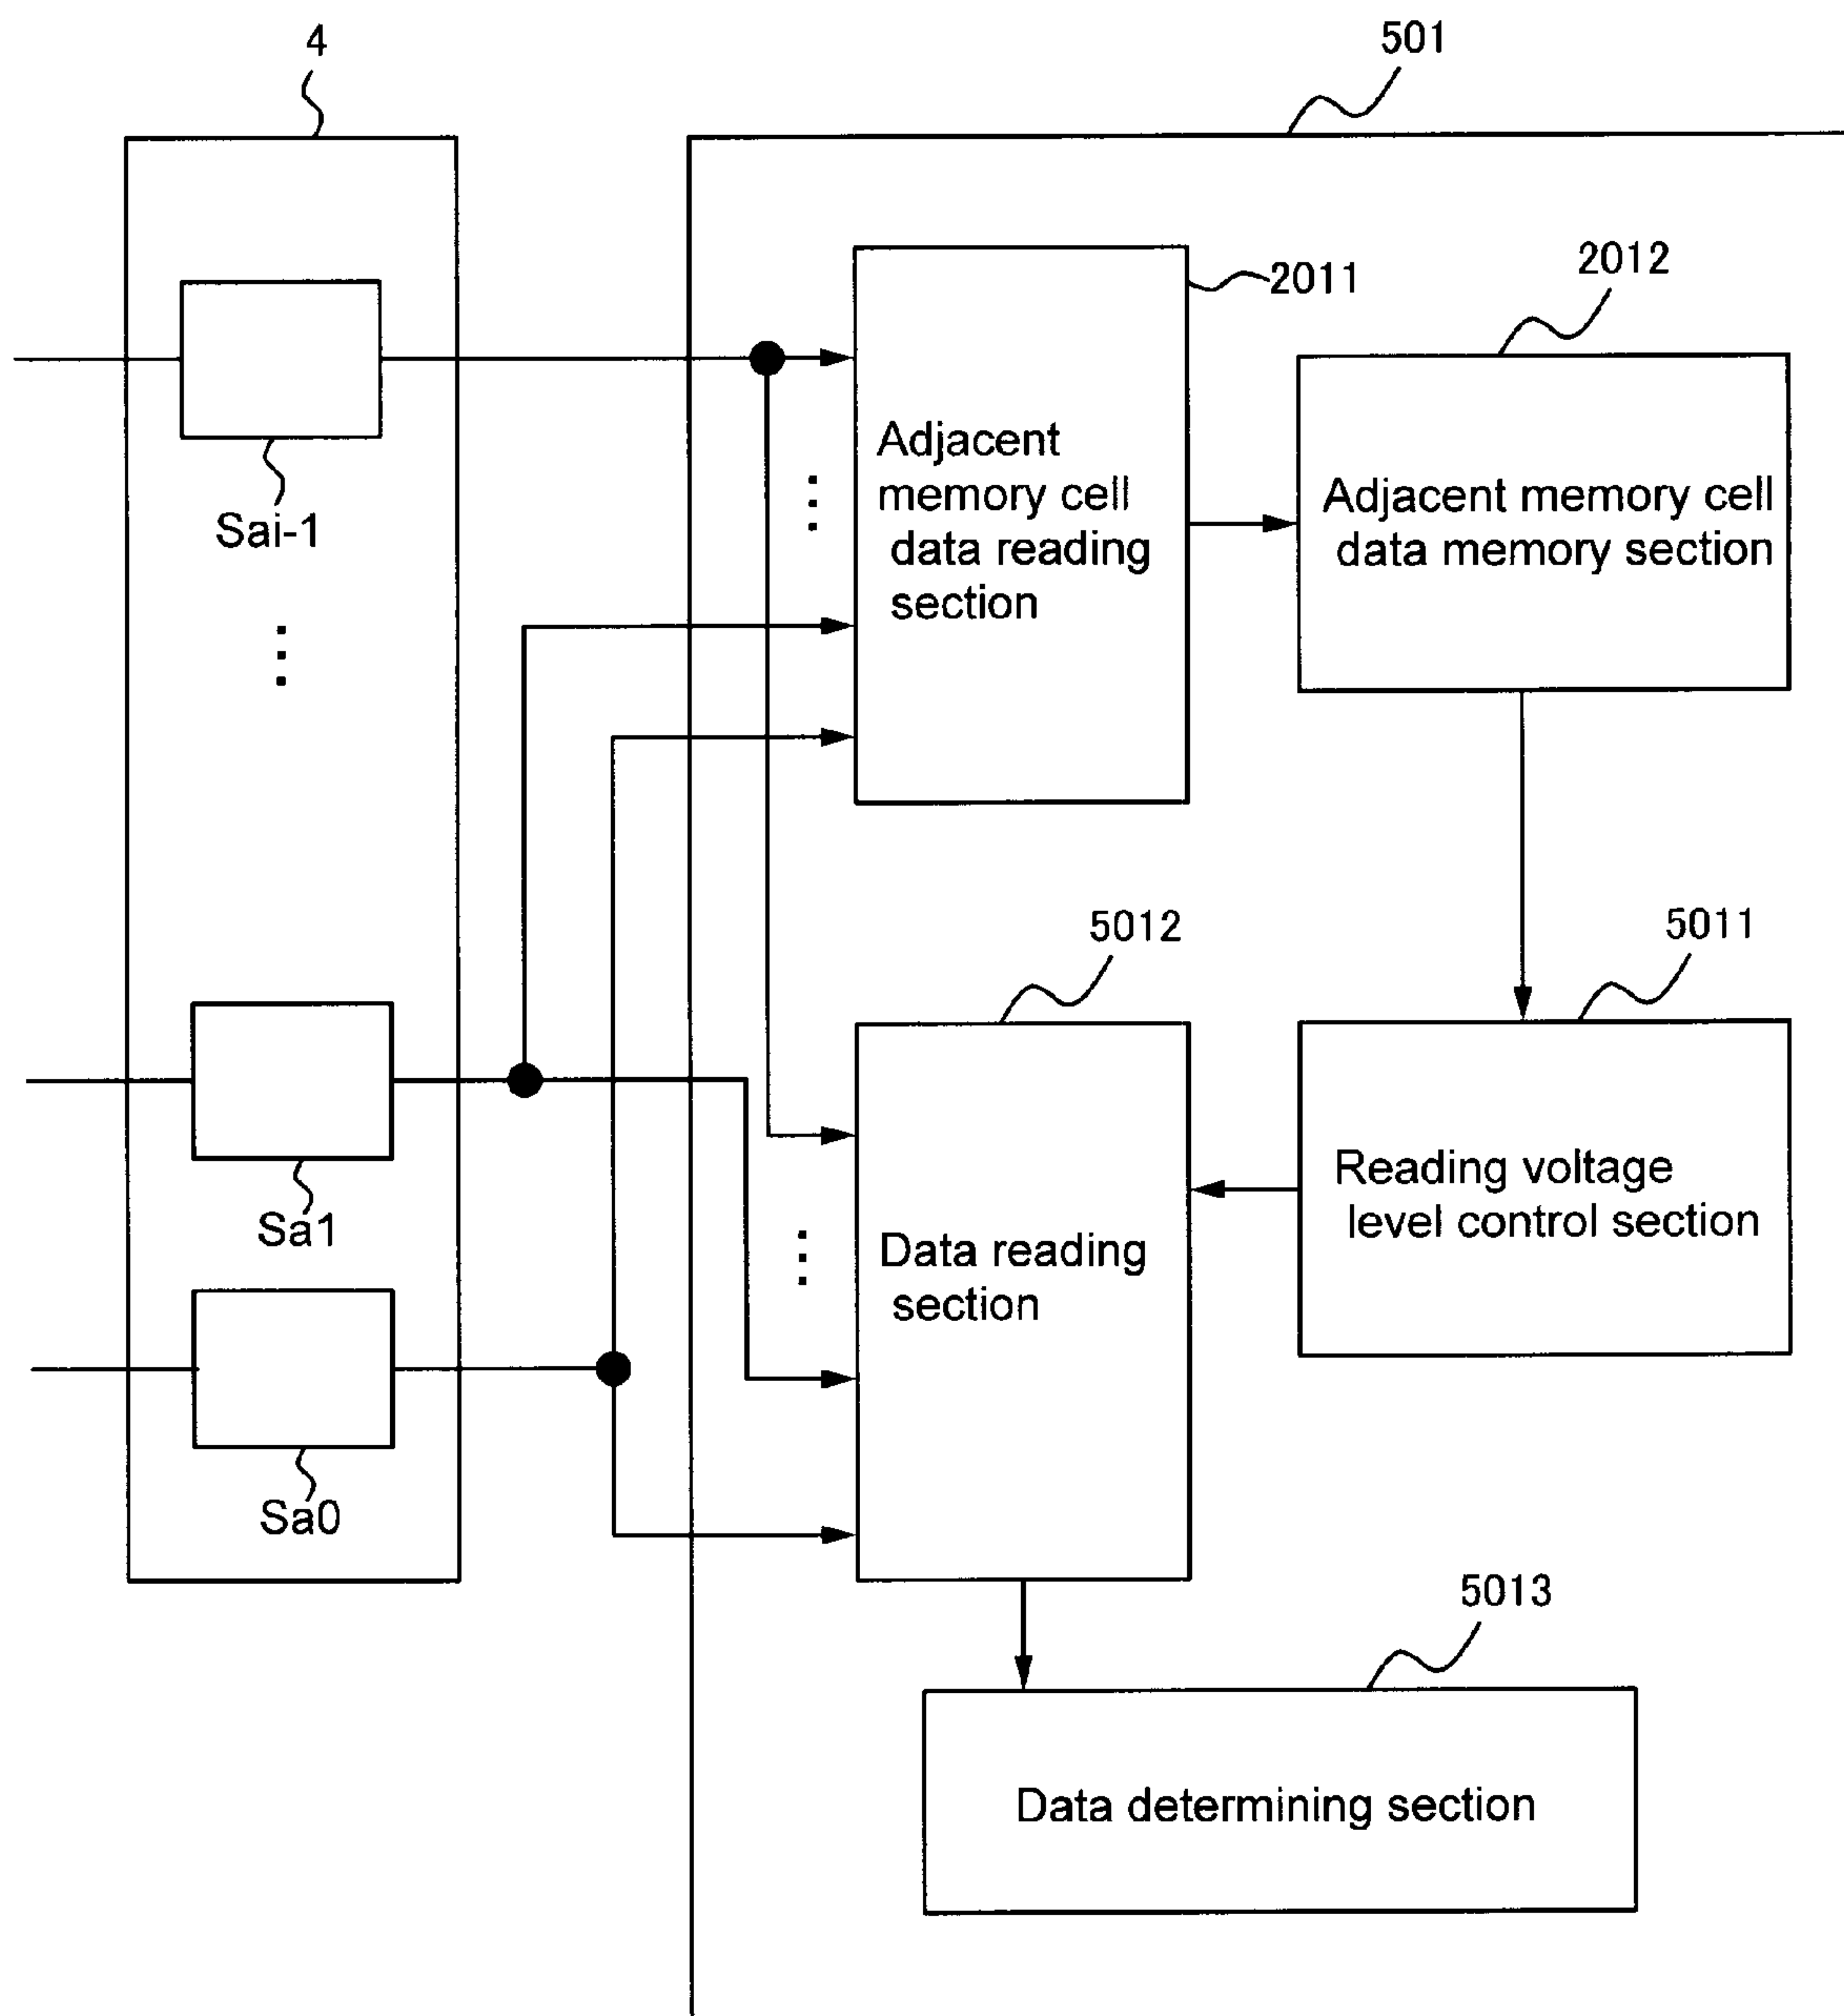 4
501
2011
2012
Sai-1
Adjacent
memory cell
data reading
section
Adjacent memory cell
data memory section
5012
5011
Sa1
Reading voltage
level control section
Data reading
section
Sa0
5013
Data determining section